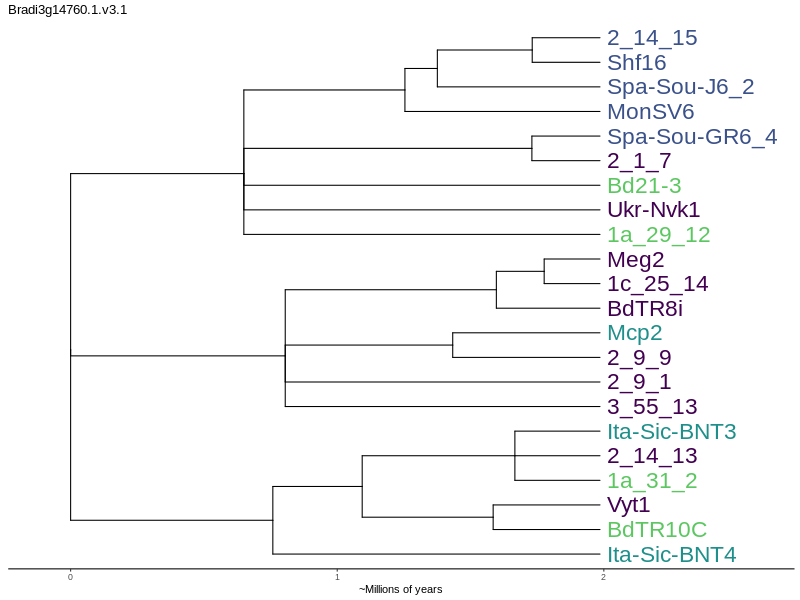 Bradi3g14760.1.v3.1
2_14_15
Shf16
Spa-Sou-J6_2
MonSV6
Spa-Sou-GR6_4
2_1_7
Bd21-3
Ukr-Nvk1
1a_29_12
Meg2
1c_25_14
BdTR8i
Mcp2
2_9_9
2_9_1
3_55_13
Ita-Sic-BNT3
2_14_13
1a_31_2
Vyt1
BdTR10C
Ita-Sic-BNT4
0 1 2
~Millions of years